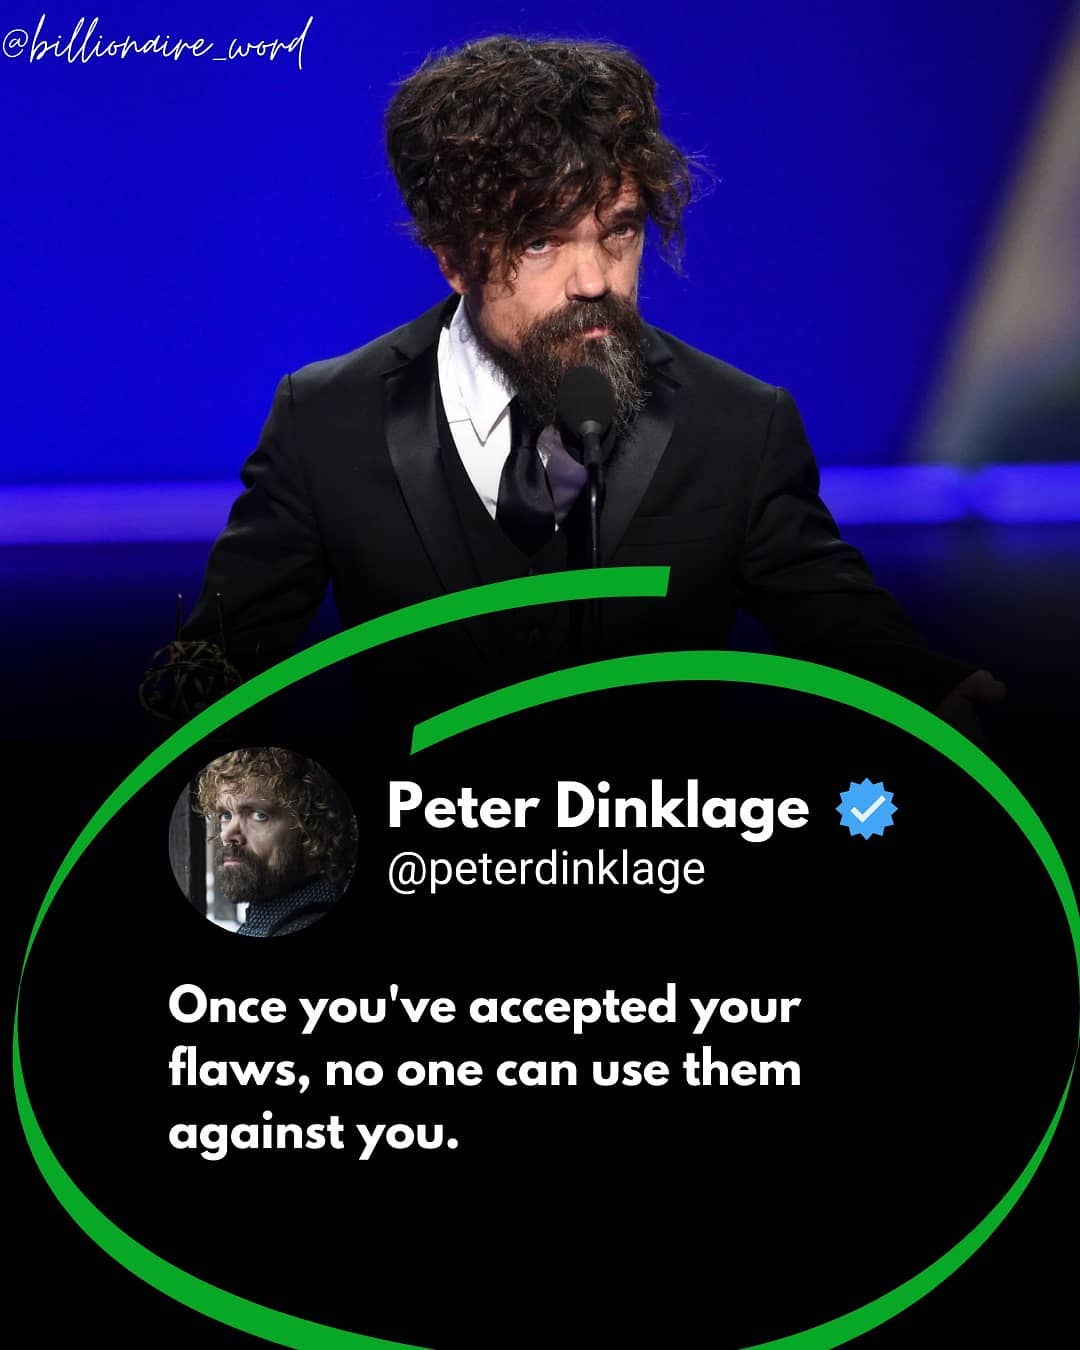 @billionaire_word
Peter Dinklage
@peterdinklage
Once you've accepted your
flaws, no one can use them
against you.